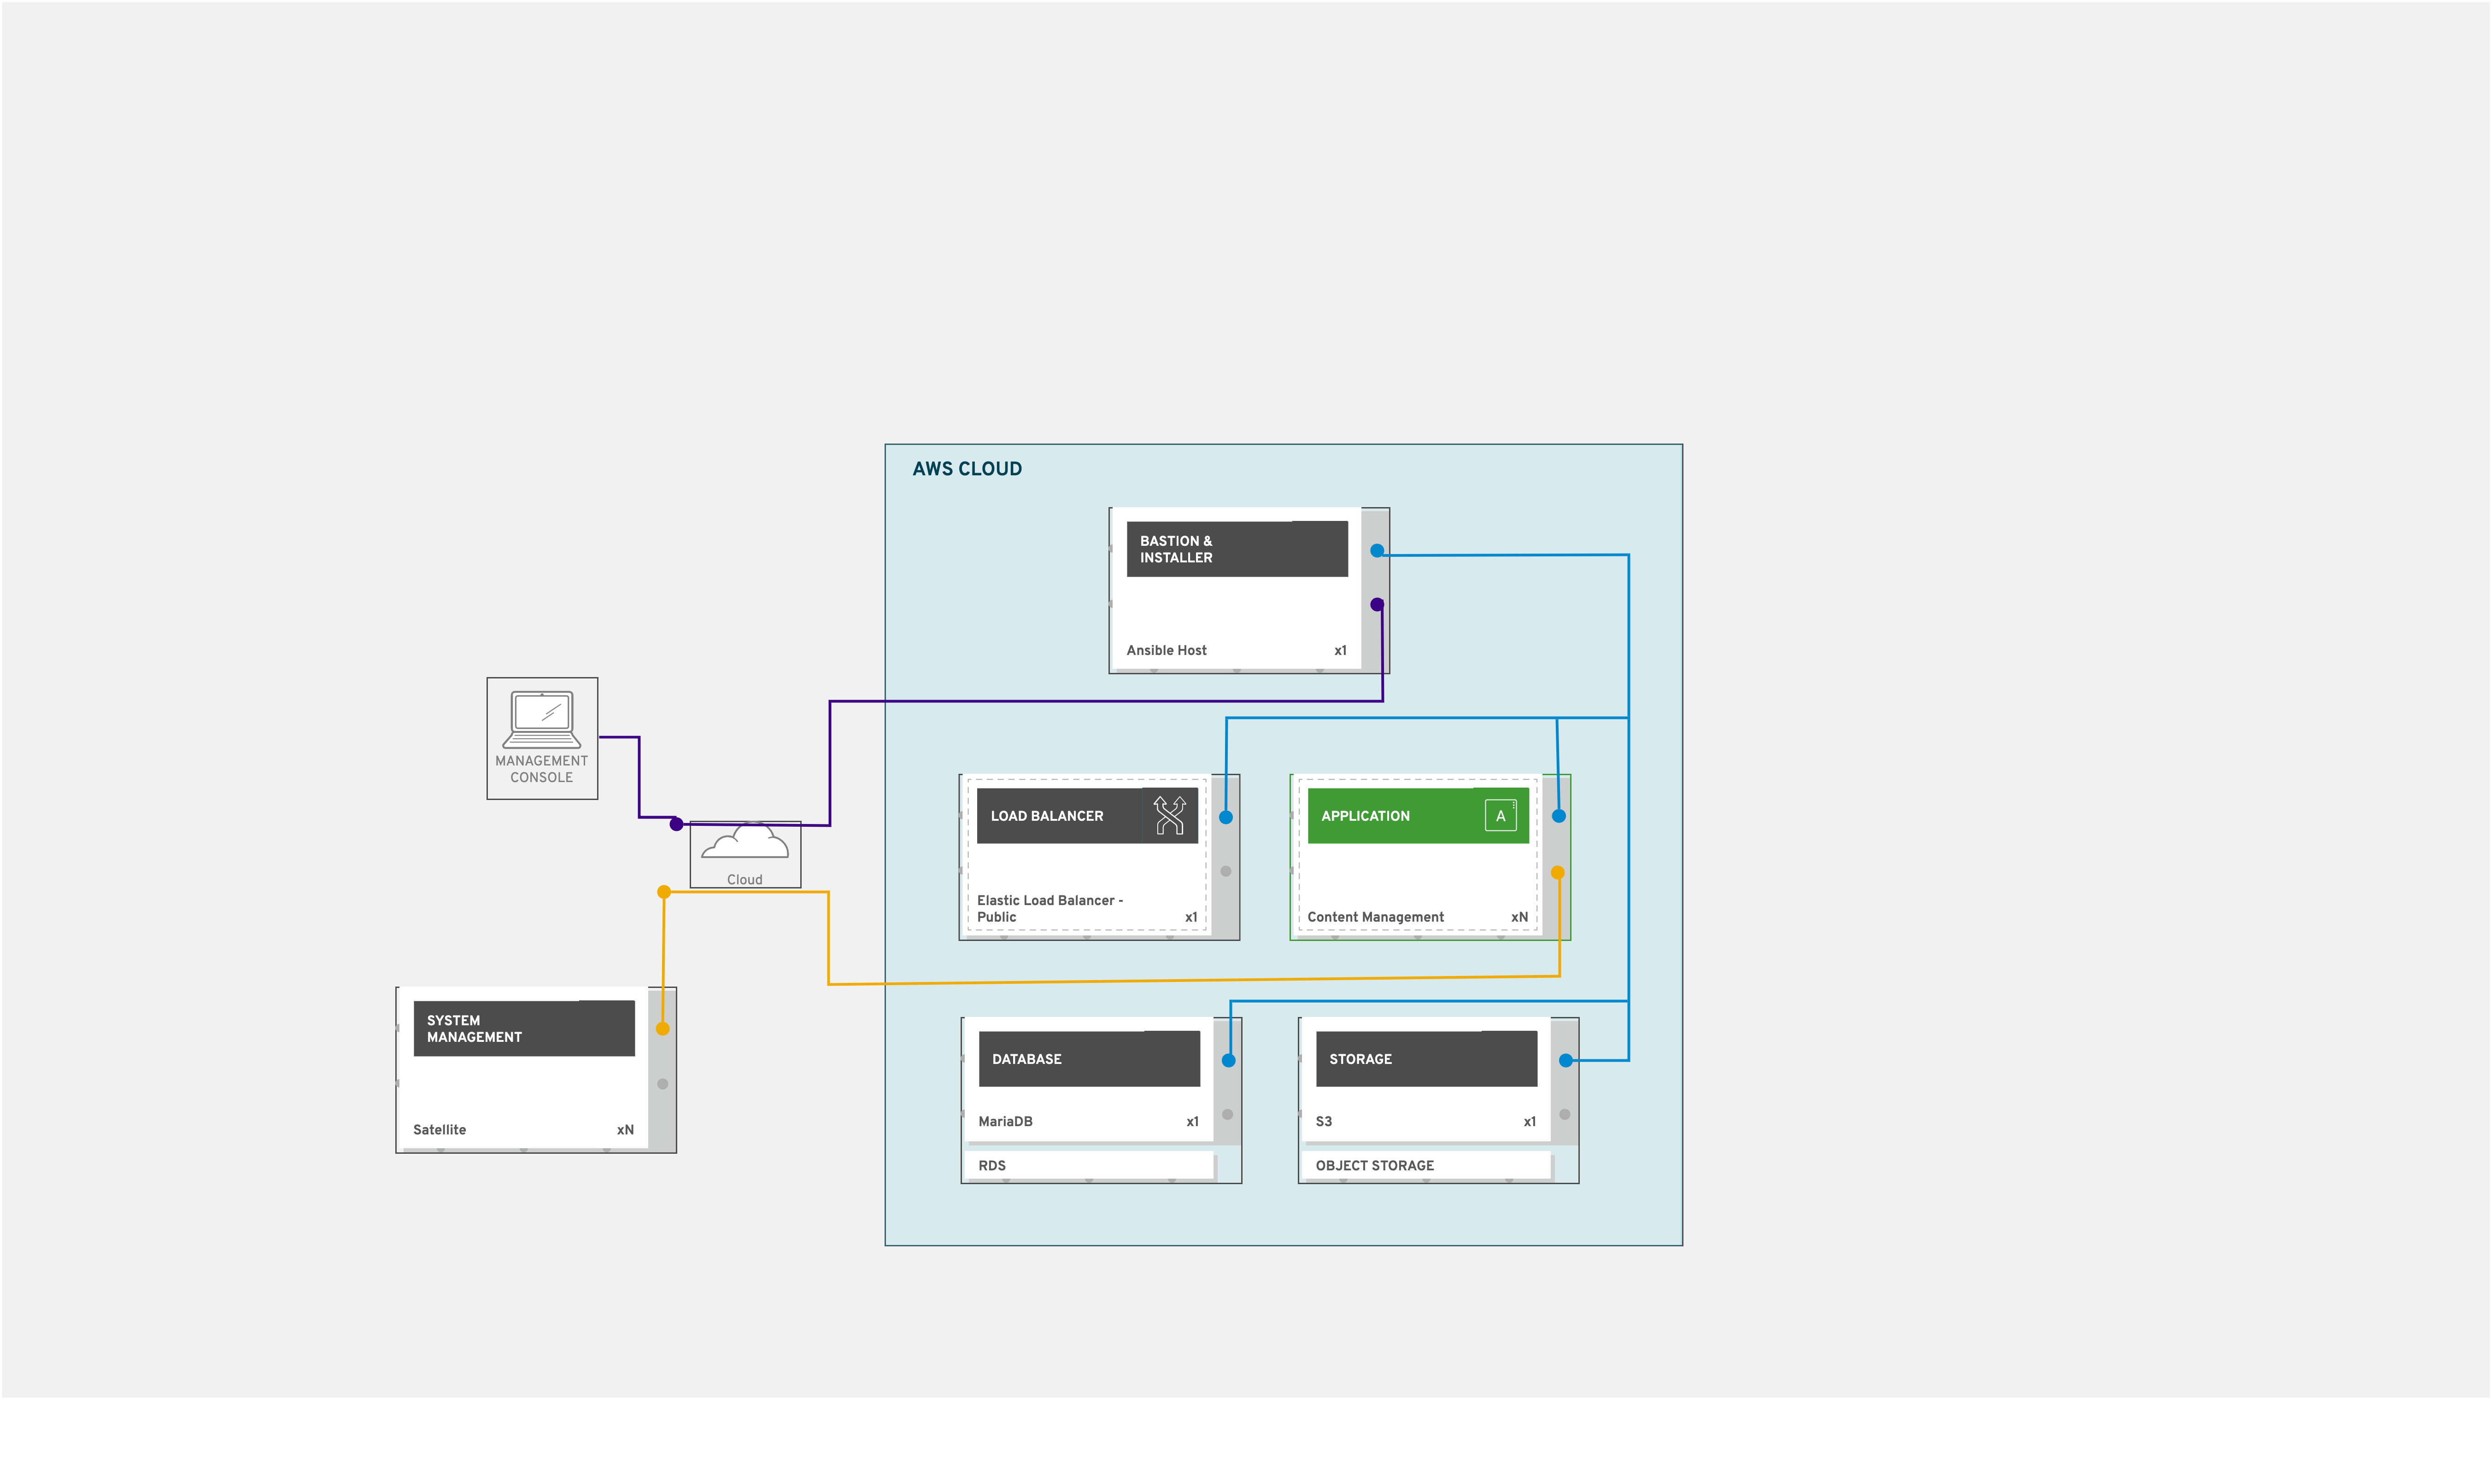 AWS CLOUD
BASTION &
INSTALLER
Ansible Host x1
MANAGEMENT
CONSOLE
Cloud
LOAD BALANCER
Elastic Load Balancer -
Public x1
APPLICATION
A
Content Management xN
SYSTEM
MANAGEMENT
Satellite xN
DATABASE
MariaDB x1
RDS
STORAGE
S3 x1
OBJECT STORAGE